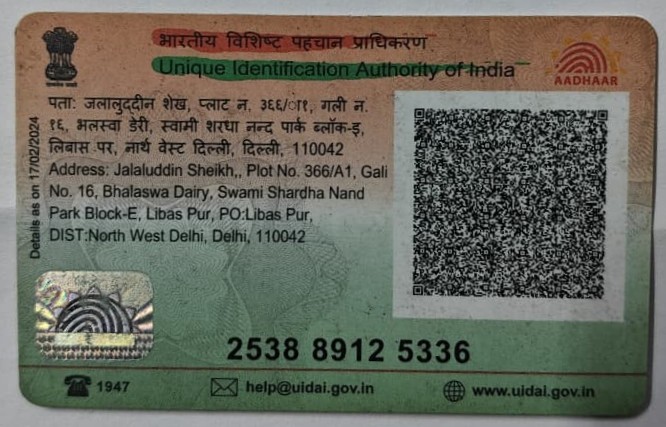 भारतीय विशिष्ट पहचान प्राधिकरण
Unique Identification Authority of India
AADHAAR
पता: जलालुददीन शेख, प्लाट न. ३६६/ा१, गली न.
१६, भलस्वा डेरी, स्वामी शरधा नन्द पार्क ब्लॉक-इ,
लिबास पर, नार्थ वेस्ट दिल्ली, दिल्ली, 110042
Address: Jalaluddin Sheikh,, Plot No. 366/A1, Gali
No. 16, Bhalaswa Dairy, Swami Shardha Nand
Park Block-E, Libas Pur, PO:Libas Pur,
DIST:North West Delhi, Delhi, 110042
Details as on 17/02/2024
2538 8912 5336
1947
help@uidai.gov.in
www.uidai.gov.in